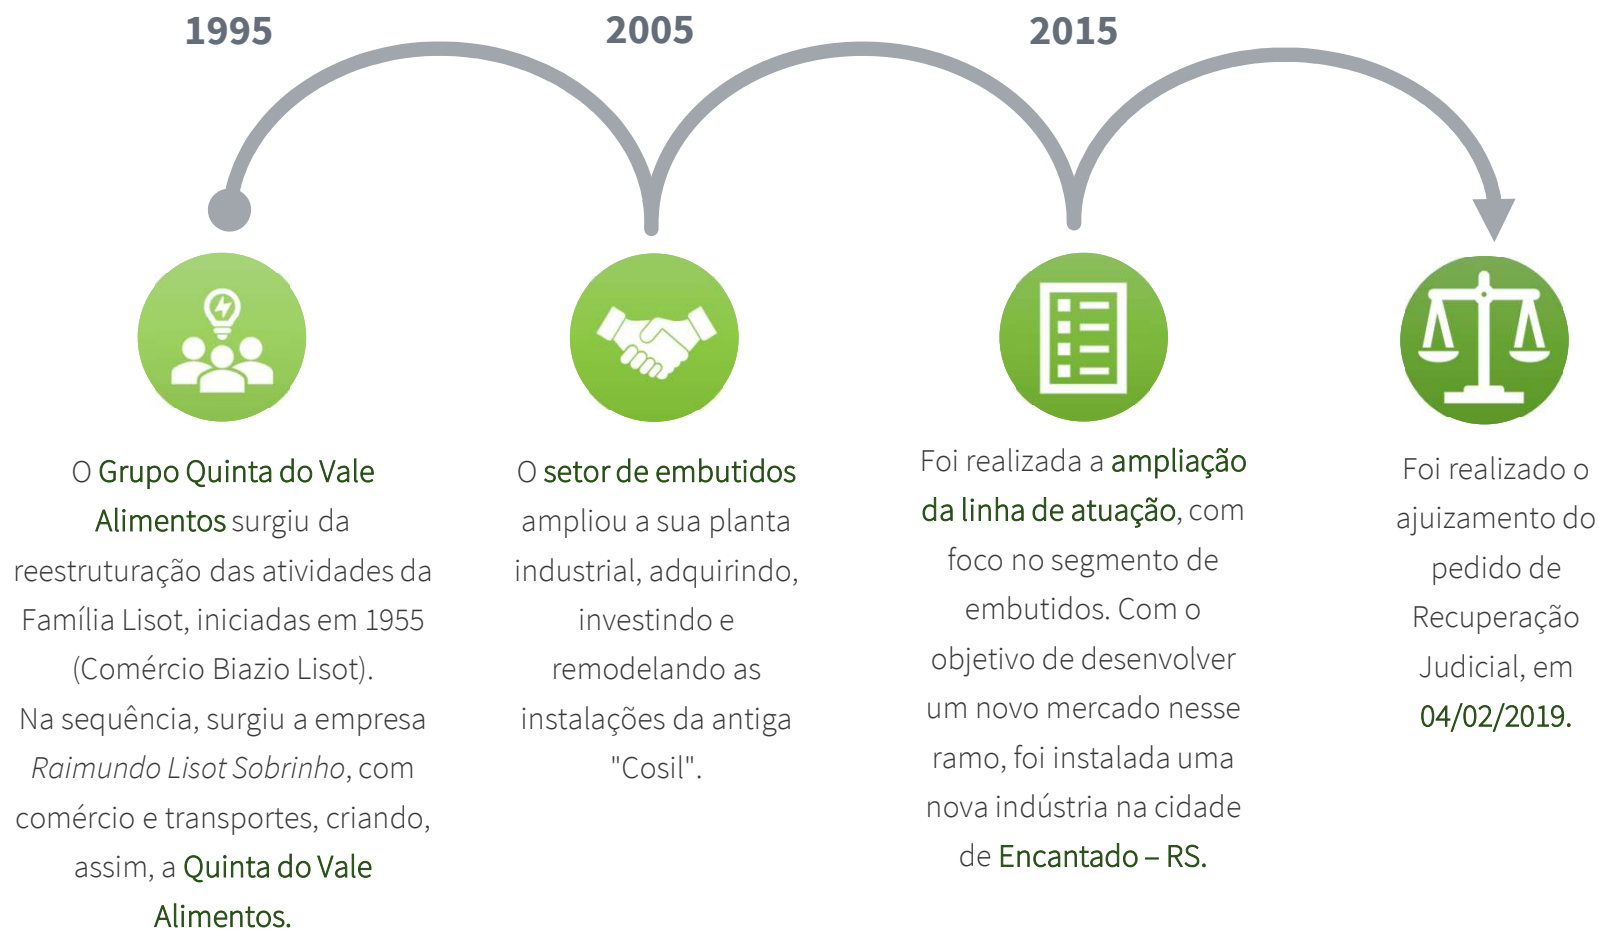 1995
2005
2015
O Grupo Quinta do Vale
Alimentos surgiu da
reestruturação das atividades da
Família Lisot, iniciadas em 1955
(Comércio Biazio Lisot).
Na sequência, surgiu a empresa
Raimundo Lisot Sobrinho, com
comércio e transportes, criando,
assim, a Quinta do Vale
Alimentos.
O setor de embutidos
ampliou a sua planta
industrial, adquirindo,
investindo e
remodelando as
instalações da antiga
"Cosil".
Foi realizada a ampliação
da linha de atuação, com
foco no segmento de
embutidos. Com o
objetivo de desenvolver
um novo mercado nesse
ramo, foi instalada uma
nova indústria na cidade
de Encantado – RS.
Foi realizado o
ajuizamento do
pedido de
Recuperação
Judicial, em
04/02/2019.